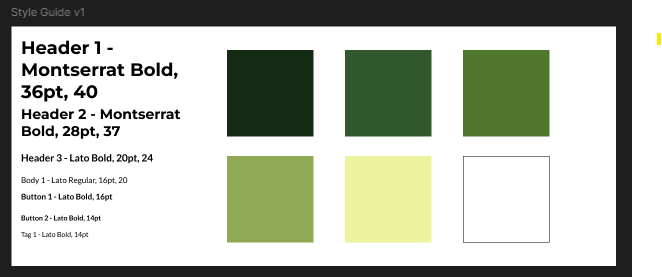 Style Guide v1
Header 1 -
Montserrat Bold,
36pt, 40
Header 2 - Montserrat
Bold, 28pt, 37
Header 3 - Lato Bold, 20pt, 24
Body 1 - Lato Regular, 16pt, 20
Button 1 - Lato Bold, 16pt
Button 2 - Lato Bold, 14pt
Tag 1 - Lato Bold, 14pt